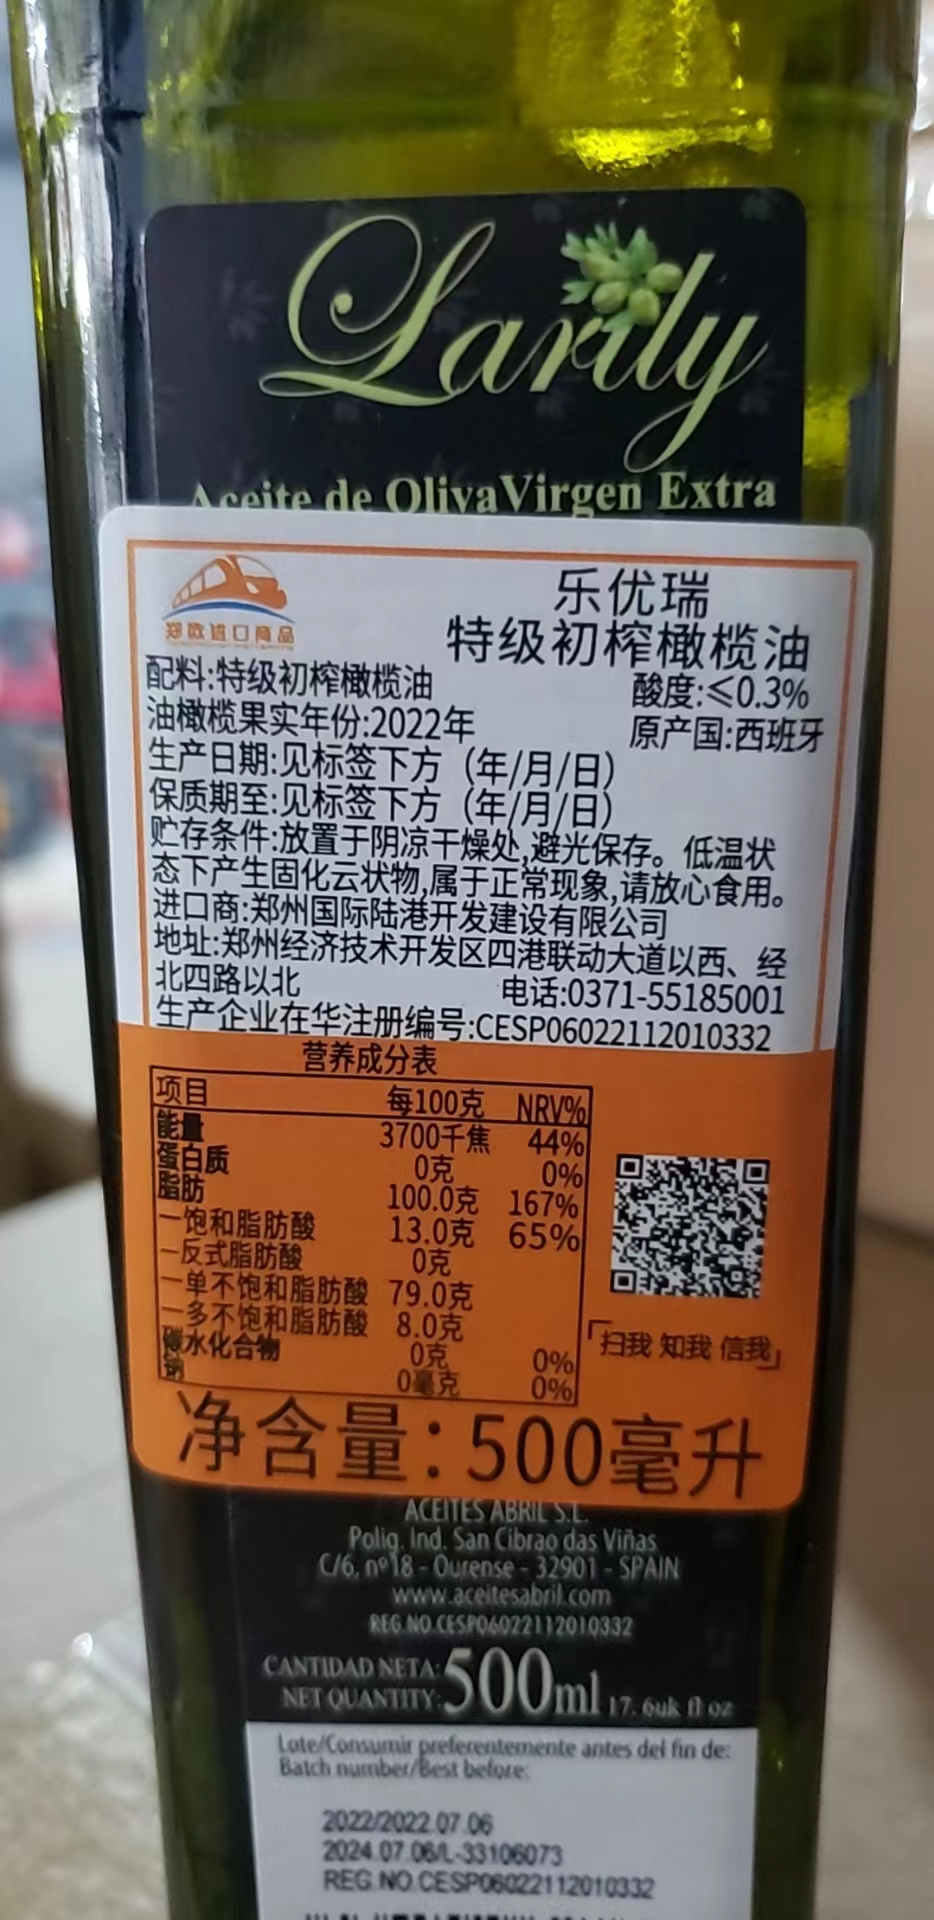 Larily
Aceite de Oliva Virgen Extra
郑欧进口商品
乐优瑞
特级初榨橄榄油
配料:特级初榨橄榄油
酸度:≤0.3%
油橄榄果实年份:2022年
原产国:西班牙
生产日期:见标签下方（年/月/日）
保质期至:见标签下方（年/月/日）
贮存条件:放置于阴凉干燥处,避光保存。低温状
态下产生固化云状物,属于正常现象,请放心食用。
进口商:郑州国际陆港开发建设有限公司
地址:郑州经济技术开发区四港联动大道以西、经
北四路以北 电话:0371-55185001
生产企业在华注册编号:CESP06022112010332
营养成分表
项目 每100克 NRV%
能量 3700千焦 44%
蛋白质 0克 0%
脂肪 100.0克 167%
—饱和脂肪酸 13.0克 65%
—反式脂肪酸 0克
—单不饱和脂肪酸 79.0克
—多不饱和脂肪酸 8.0克
碳水化合物 0克 0%
钠 0毫克 0%
「扫我 知我 信我」
净含量:500毫升
ACEITES ABRIL S.L.
Polig. Ind. San Cibrao das Viñas
C/6, nº18 - Ourense - 32901 - SPAIN
www.aceitesabril.com
REG.NO.CESP06022112010332
CANTIDAD NETA:
NET QUANTITY: 500ml 17. 6uk fl oz
Lote/Consumir preferentemente antes del fin de:
Batch number/Best before:
2022/2022.07.06
2024.07.06/L-33106073
REG.NO.CESP06022112010332